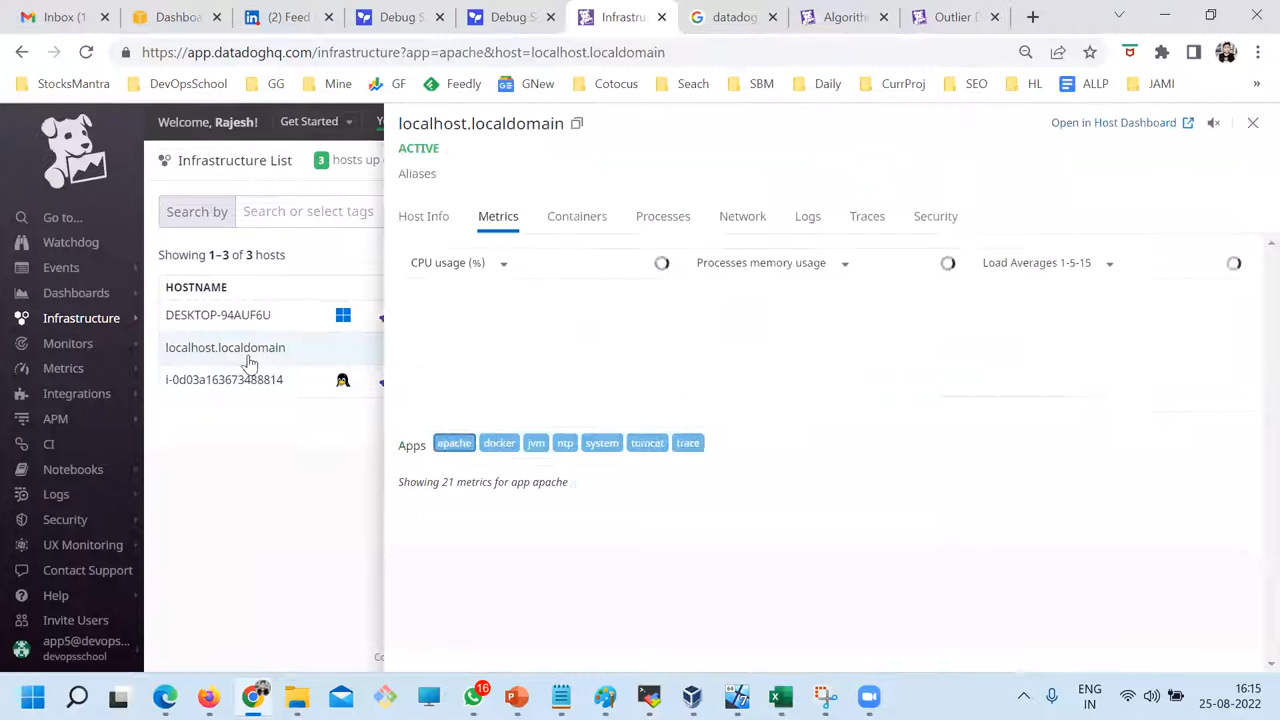 Inbox (1
Databoa
(2) Feed
Debug S
Debug S
Infrastru
datadog
Algorith
Outlier D
https://app.datadoghq.com/infrastructure?app=apache&host=localhost.localdomain
StocksMantra
DevOpsSchool
GG
Mine
GF
Feedly
GNew
Cotocus
Seach
SBM
Daily
CurrProj
SEO
HL
ALLP
JAMI
»
Welcome, Rajesh!
Get Started
Infrastructure List
3 hosts up
Search by
Search or select tags
Showing 1–3 of 3 hosts
HOSTNAME
DESKTOP-94AUF6U
localhost.localdomain
i-0d03a163673488814
Go to...
Watchdog
Events
Dashboards
Infrastructure
Monitors
Metrics
Integrations
APM
CI
Notebooks
Logs
Security
UX Monitoring
Contact Support
Help
Invite Users
app5@devops...
devopsschool
localhost.localdomain
Open in Host Dashboard
ACTIVE
Aliases
Host Info
Metrics
Containers
Processes
Network
Logs
Traces
Security
CPU usage (%)
Processes memory usage
Load Averages 1-5-15
Apps
apache
docker
jvm
ntp
system
tomcat
trace
Showing 21 metrics for app apache
16
ENG
IN
16:15
25-08-2022